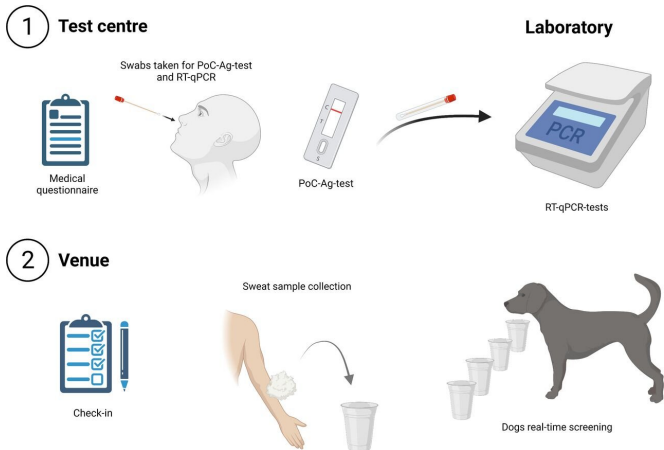 1 Test centre
Laboratory
Swabs taken for PoC-Ag-test
and RT-qPCR
C
T
S
PCR
Medical
questionnaire
PoC-Ag-test
RT-qPCR-tests
2 Venue
Sweat sample collection
Check-in
Dogs real-time screening